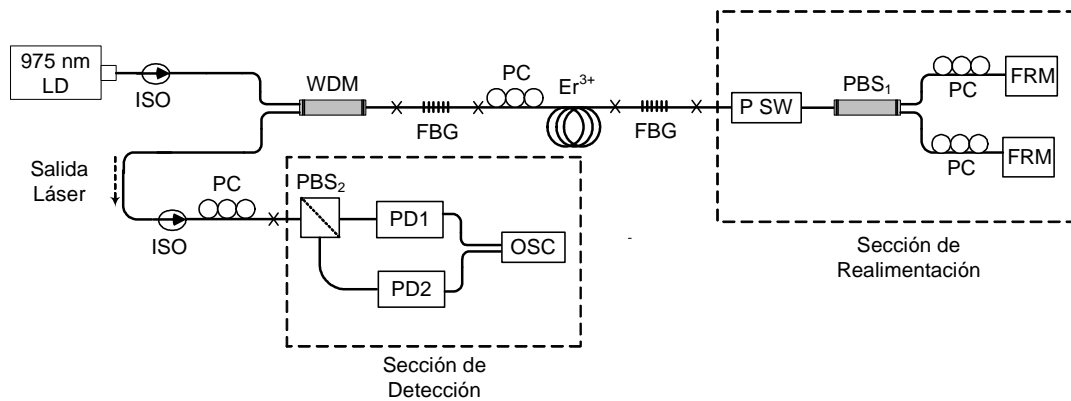 975 nm
LD
ISO
WDM
FBG
PC
Er3+
FBG
P SW
PBS1
PC
FRM
PC
FRM
Sección de
Realimentación
Salida
Láser
ISO
PC
PBS2
PD1
PD2
OSC
Sección de
Detección